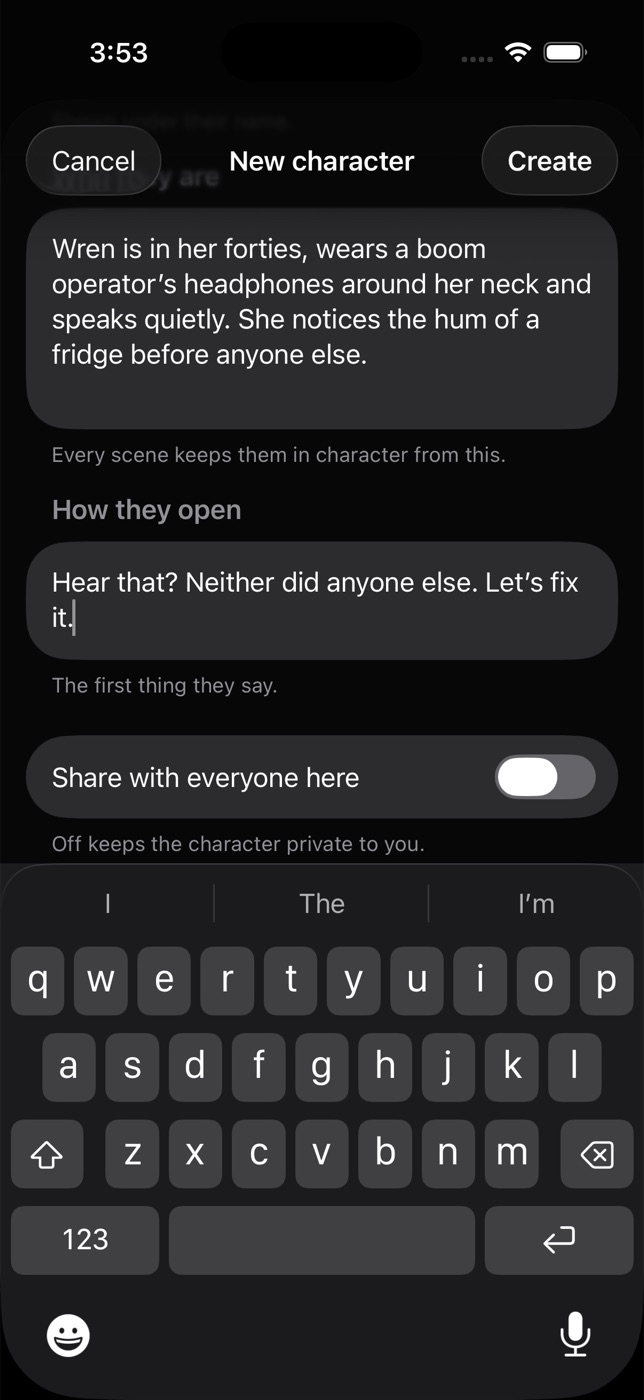 3:53
Cancel
New character
Create
y are
Wren is in her forties, wears a boom
operator’s headphones around her neck and
speaks quietly. She notices the hum of a
fridge before anyone else.
Every scene keeps them in character from this.
How they open
Hear that? Neither did anyone else. Let’s fix
it.
The first thing they say.
Share with everyone here
Off keeps the character private to you.
I
The
I’m
q w e r t y u i o p
a s d f g h j k l
z x c v b n m
123